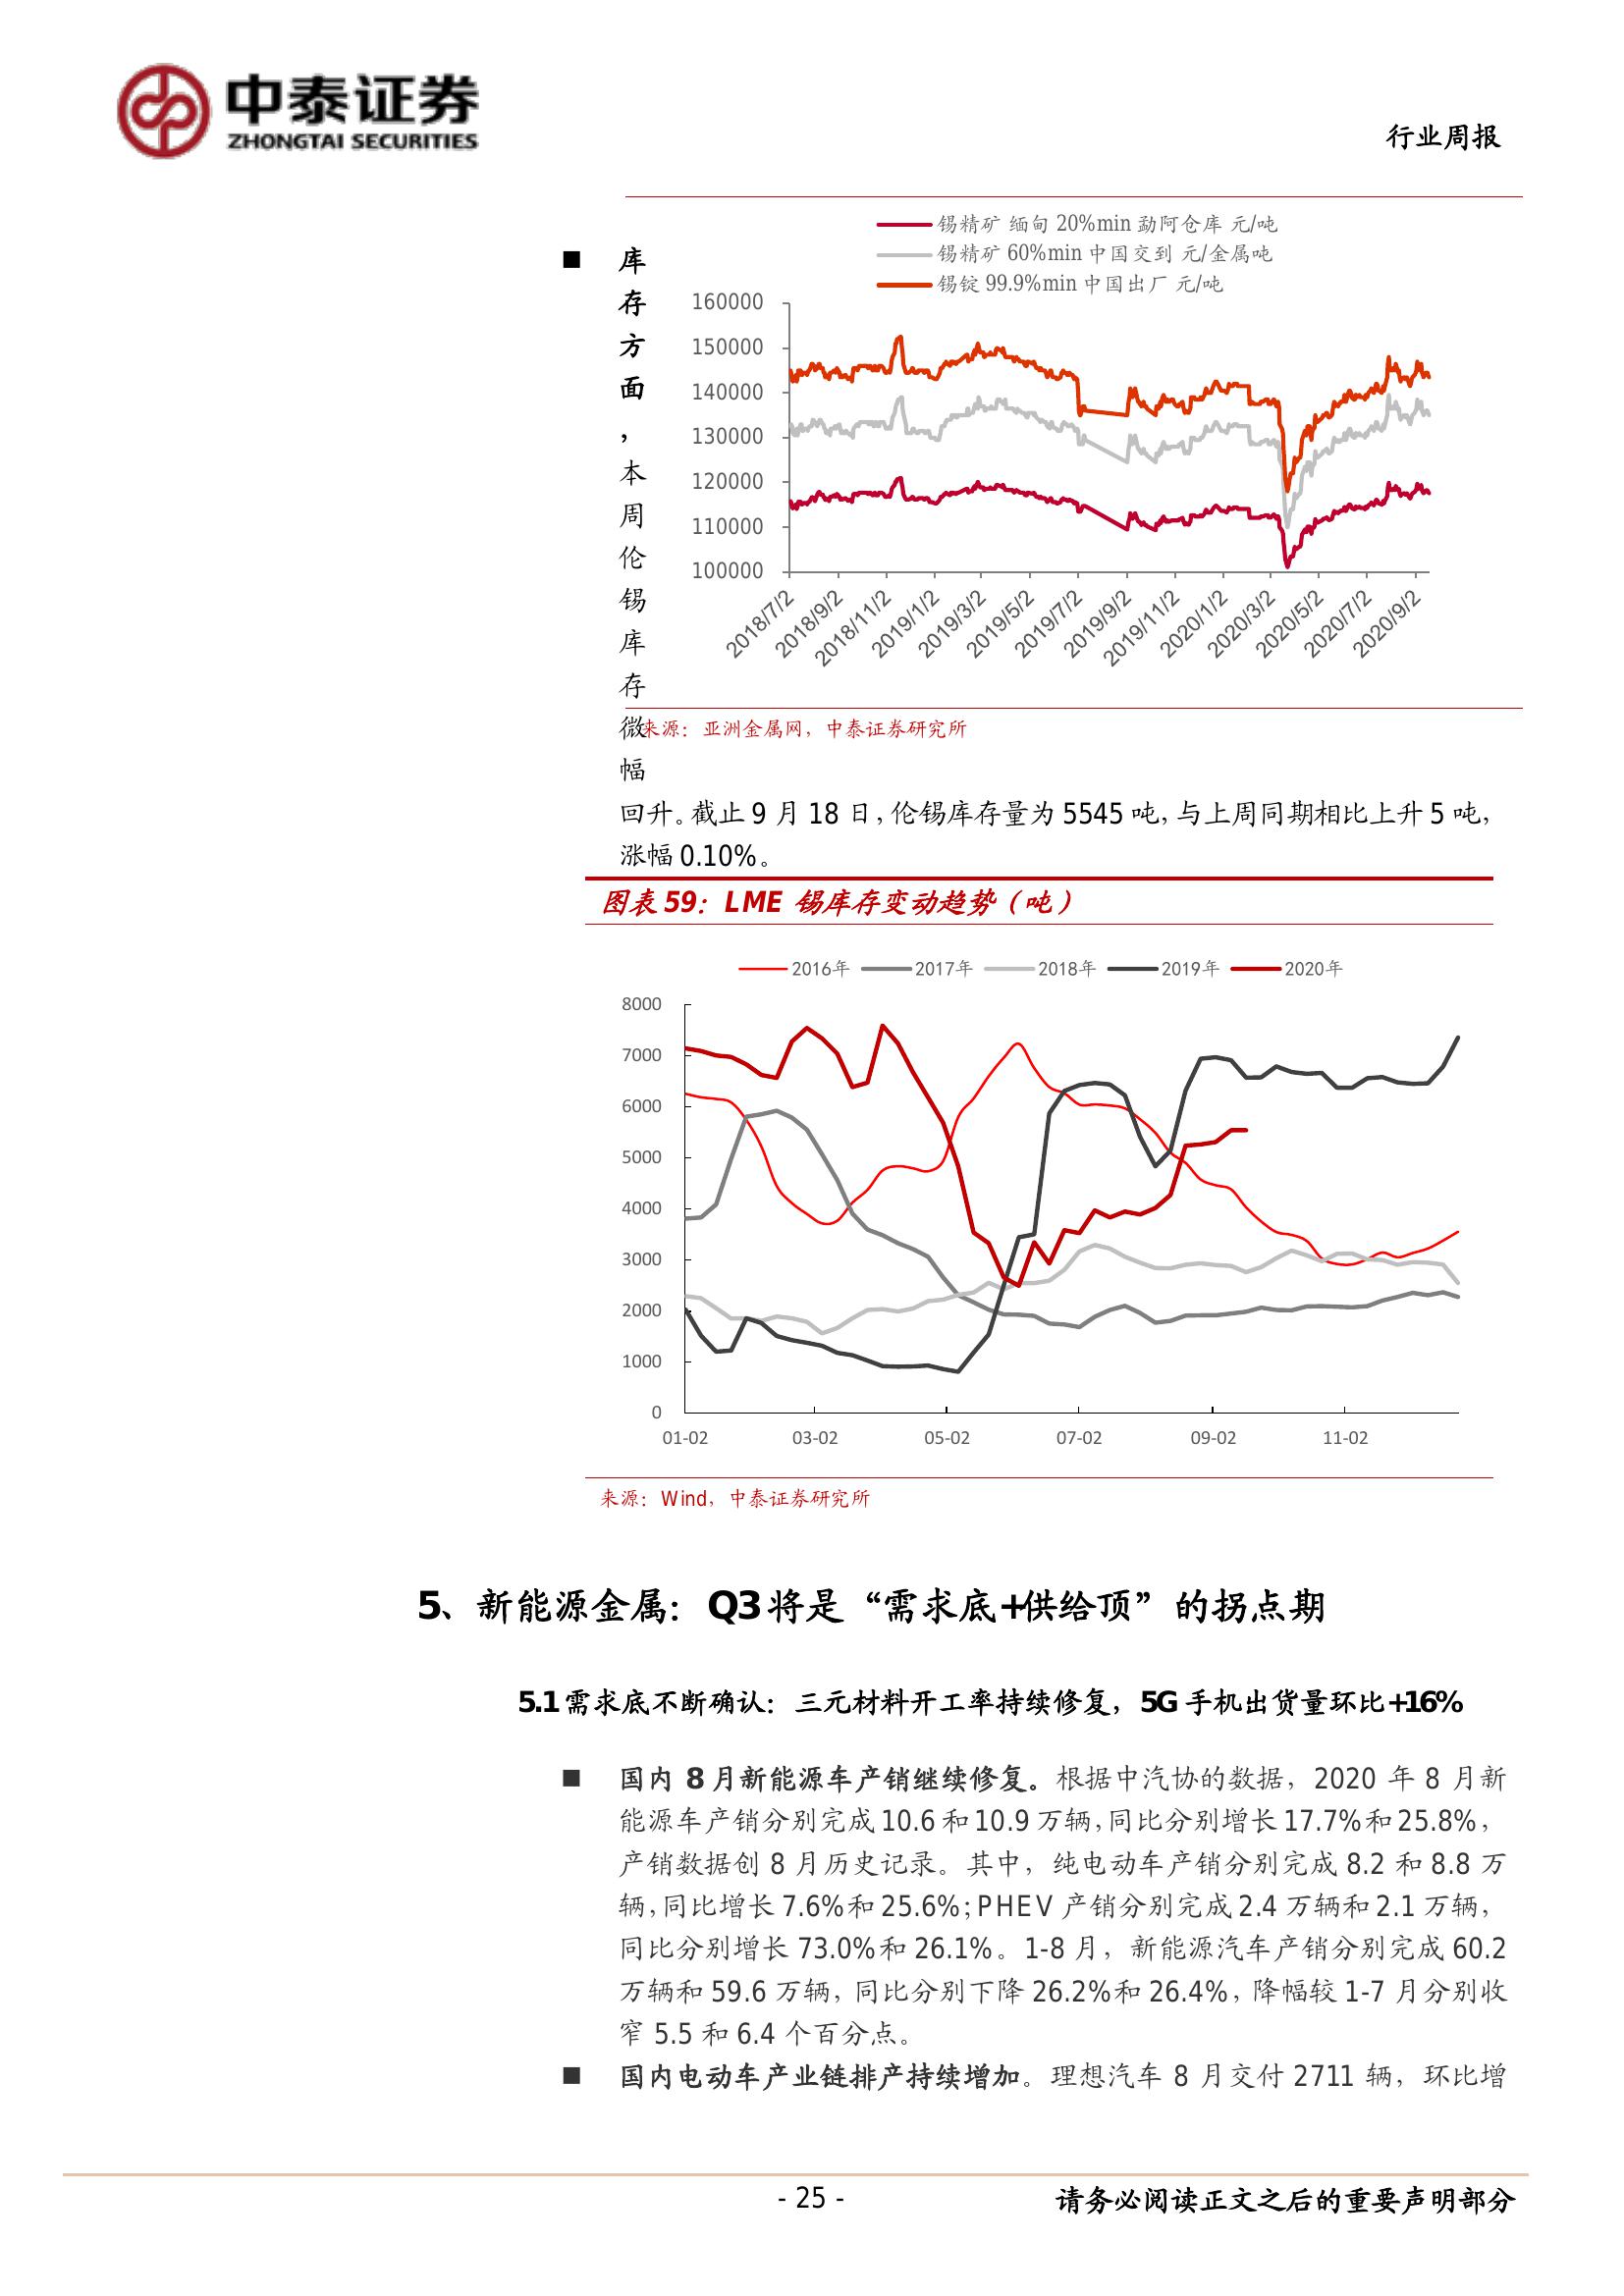 中泰证券
ZHONGTAI SECURITIES
行业周报
锡精矿 缅甸 20%min 勐阿仓库 元/吨
锡精矿 60%min 中国交到 元/金属吨
锡锭 99.9%min 中国出厂 元/吨
160000
150000
140000
130000
120000
110000
100000
2018/7/2
2018/9/2
2018/11/2
2019/1/2
2019/3/2
2019/5/2
2019/7/2
2019/9/2
2019/11/2
2020/1/2
2020/3/2
2020/5/2
2020/7/2
2020/9/2
来源：亚洲金属网，中泰证券研究所
■ 库
存
方
面
，
本
周
伦
锡
库
存
微
幅
回升。截止 9 月 18 日，伦锡库存量为 5545 吨，与上周同期相比上升 5 吨，
涨幅 0.10%。
图表 59：LME 锡库存变动趋势（吨）
2016年 2017年 2018年 2019年 2020年
8000
7000
6000
5000
4000
3000
2000
1000
0
01-02 03-02 05-02 07-02 09-02 11-02
来源：Wind，中泰证券研究所
5、新能源金属：Q3 将是“需求底+供给顶”的拐点期
5.1 需求底不断确认：三元材料开工率持续修复，5G 手机出货量环比+16%
■ 国内 8 月新能源车产销继续修复。根据中汽协的数据，2020 年 8 月新
能源车产销分别完成 10.6 和 10.9 万辆，同比分别增长 17.7%和 25.8%，
产销数据创 8 月历史记录。其中，纯电动车产销分别完成 8.2 和 8.8 万
辆，同比增长 7.6%和 25.6%；PHEV 产销分别完成 2.4 万辆和 2.1 万辆，
同比分别增长 73.0%和 26.1%。1-8 月，新能源汽车产销分别完成 60.2
万辆和 59.6 万辆，同比分别下降 26.2%和 26.4%，降幅较 1-7 月分别收
窄 5.5 和 6.4 个百分点。
■ 国内电动车产业链排产持续增加。理想汽车 8 月交付 2711 辆，环比增
- 25 -
请务必阅读正文之后的重要声明部分